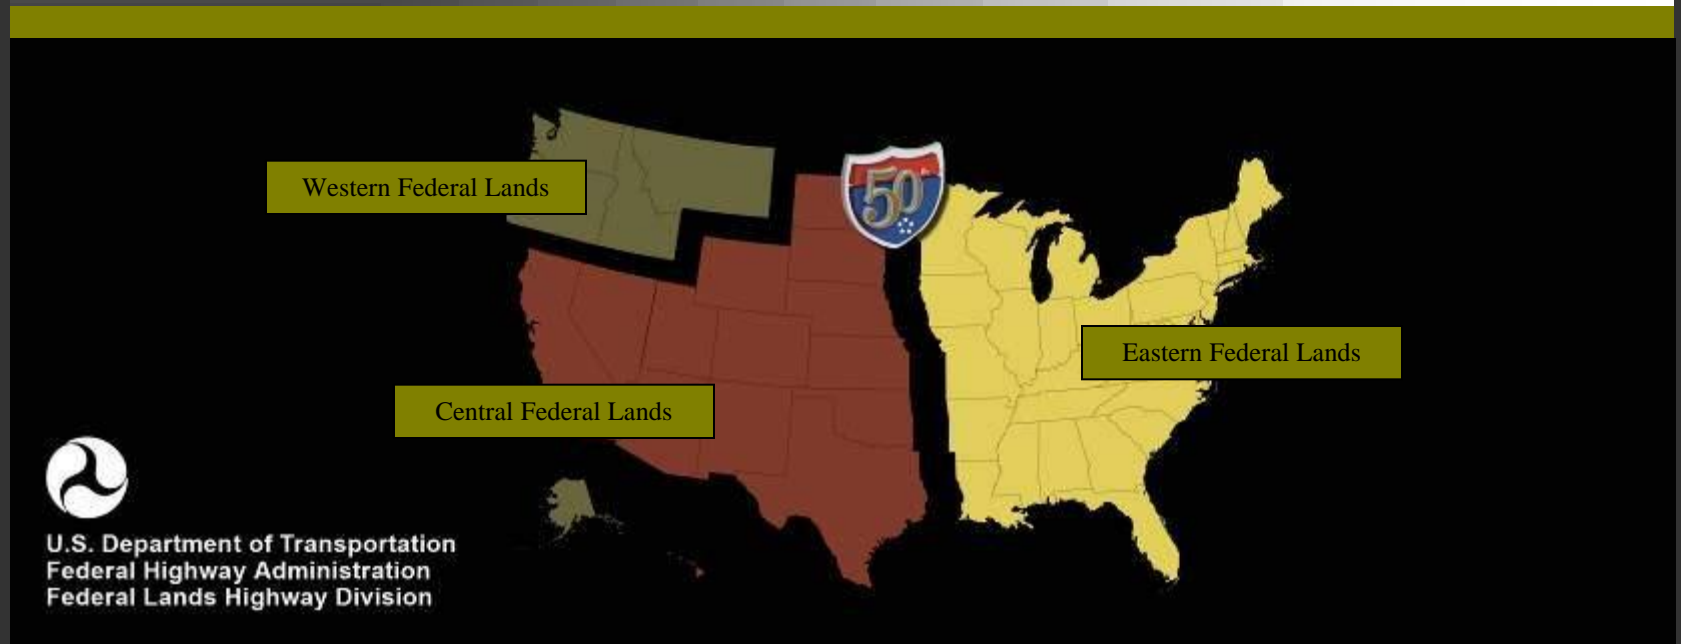 50
Western Federal Lands
Eastern Federal Lands
Central Federal Lands
U.S. Department of Transportation
Federal Highway Administration
Federal Lands Highway Division